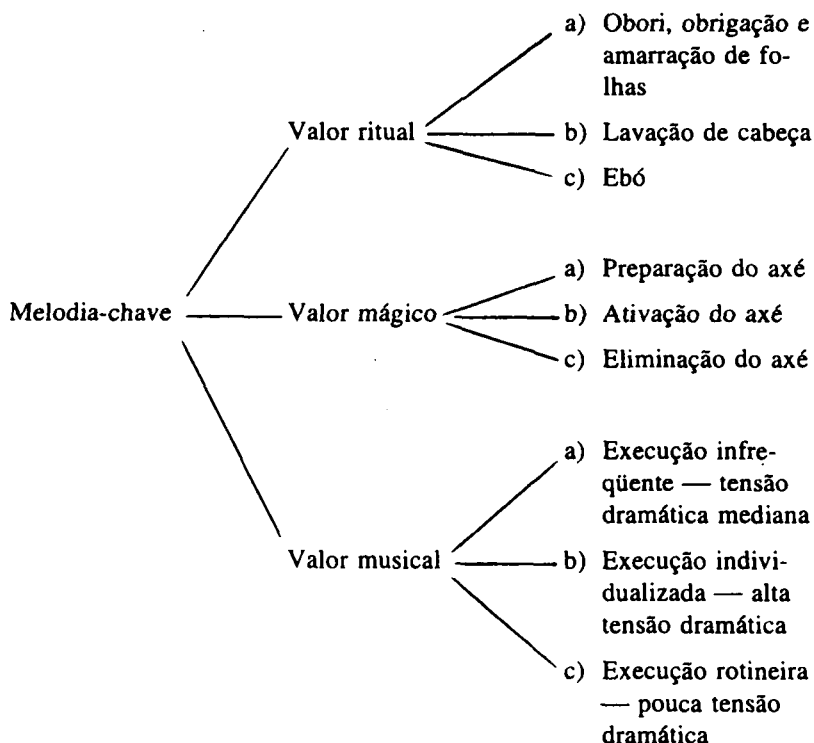 a) Obori, obrigação e
amarração de fo-
lhas
Valor ritual
b) Lavação de cabeça
c) Ebó
Melodia-chave
Valor mágico
a) Preparação do axé
b) Ativação do axé
c) Eliminação do axé
Valor musical
a) Execução infre-
qüente — tensão
dramática mediana
b) Execução indivi-
dualizada — alta
tensão dramática
c) Execução rotineira
— pouca tensão
dramática